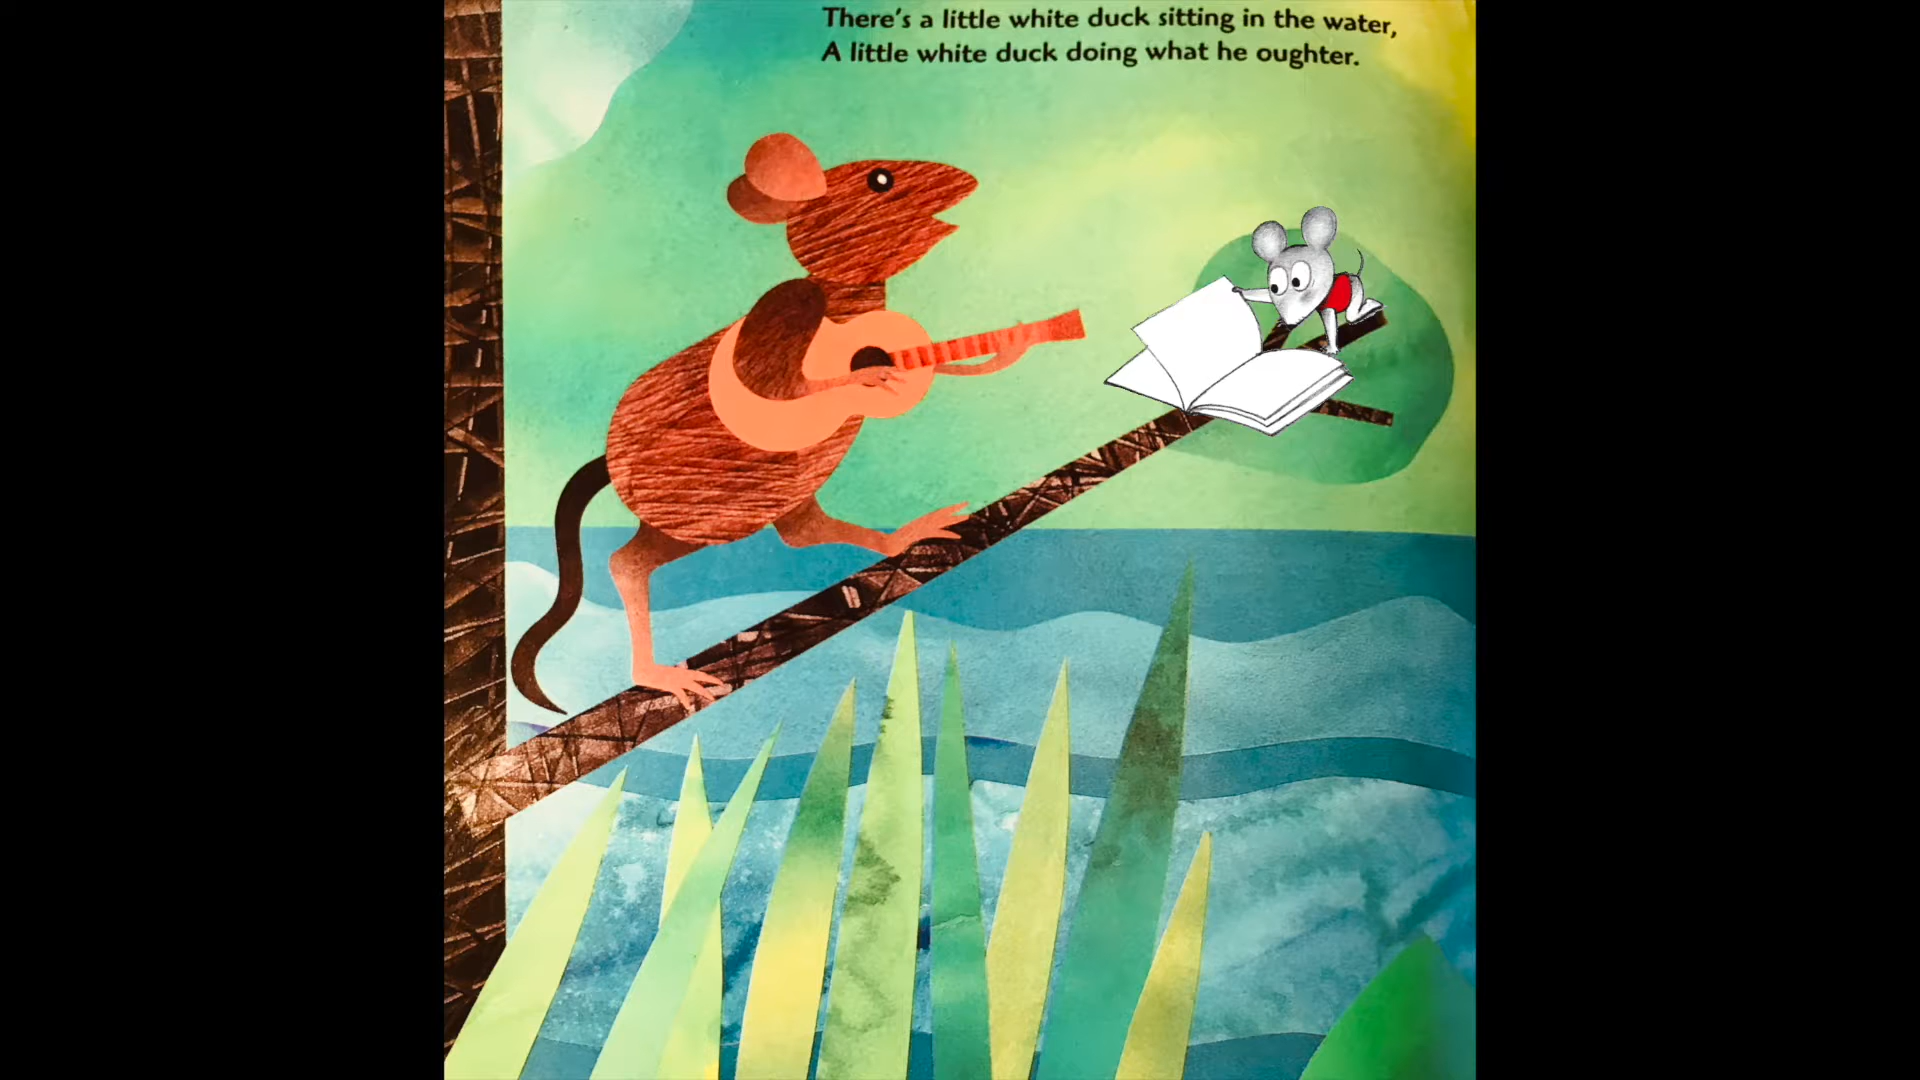 There's a little white duck sitting in the water,
A little white duck doing what he oughter.